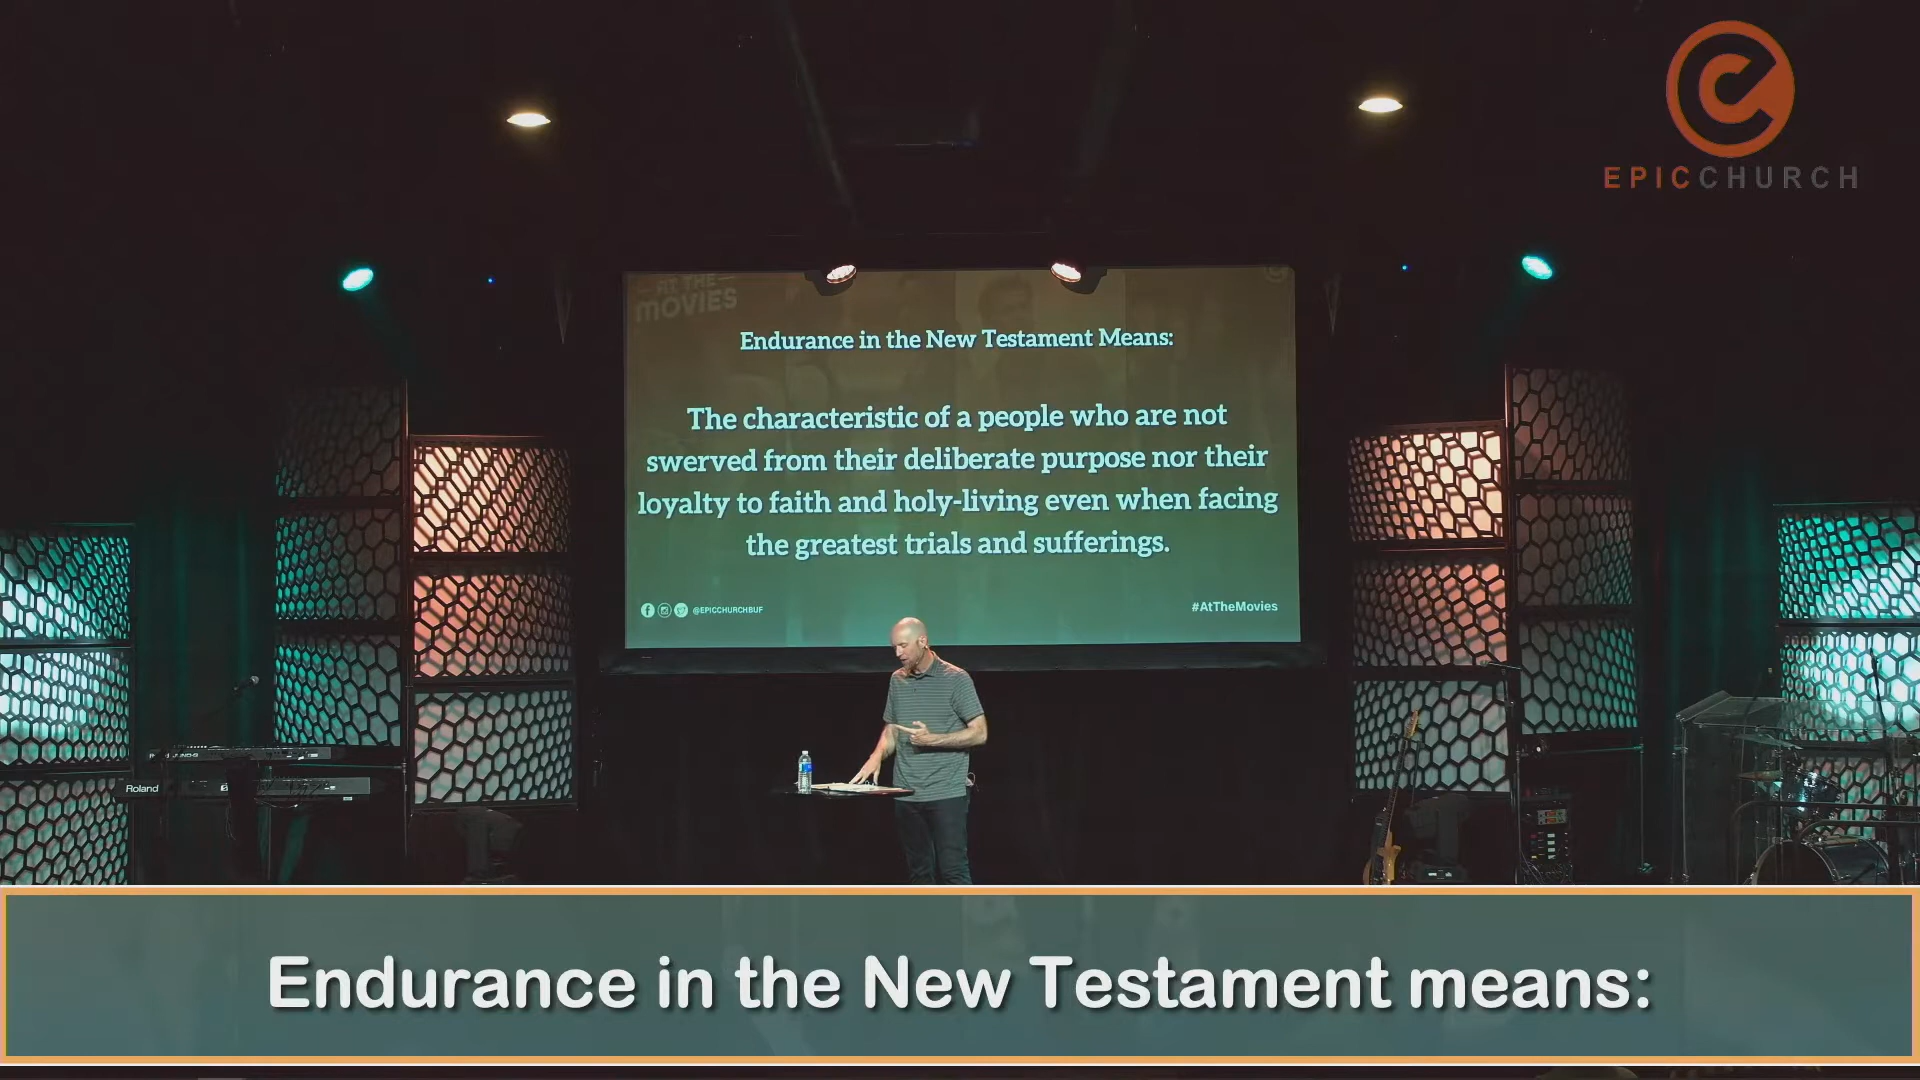 EPICCHURCH
AT THE
MOVIES
Endurance in the New Testament Means:
The characteristic of a people who are not
swerved from their deliberate purpose nor their
loyalty to faith and holy-living even when facing
the greatest trials and sufferings.
@EPICCHURCHBUF
#AtTheMovies
Roland
Endurance in the New Testament means: